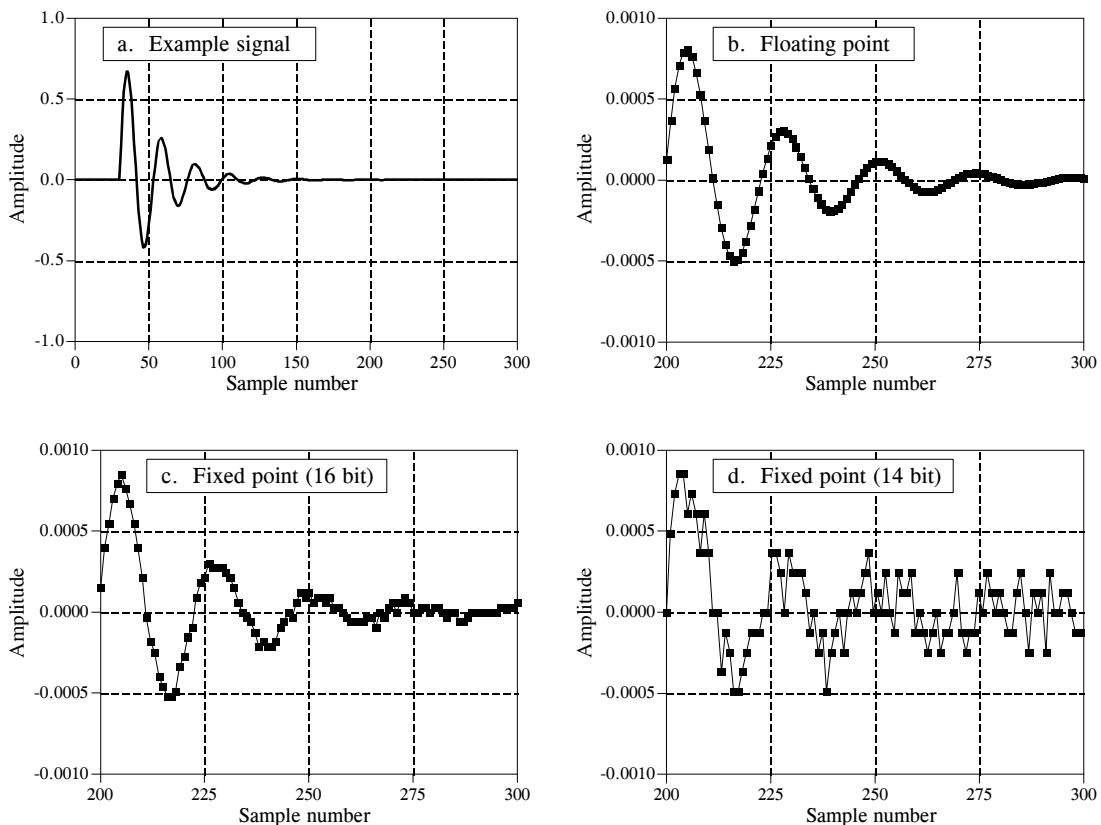 a. Example signal
Amplitude
1.0
0.5
0.0
-0.5
-1.0
0 50 100 150 200 250 300
Sample number
b. Floating point
Amplitude
0.0010
0.0005
0.0000
-0.0005
-0.0010
200 225 250 275 300
Sample number
c. Fixed point (16 bit)
Amplitude
0.0010
0.0005
0.0000
-0.0005
-0.0010
200 225 250 275 300
Sample number
d. Fixed point (14 bit)
Amplitude
0.0010
0.0005
0.0000
-0.0005
-0.0010
200 225 250 275 300
Sample number